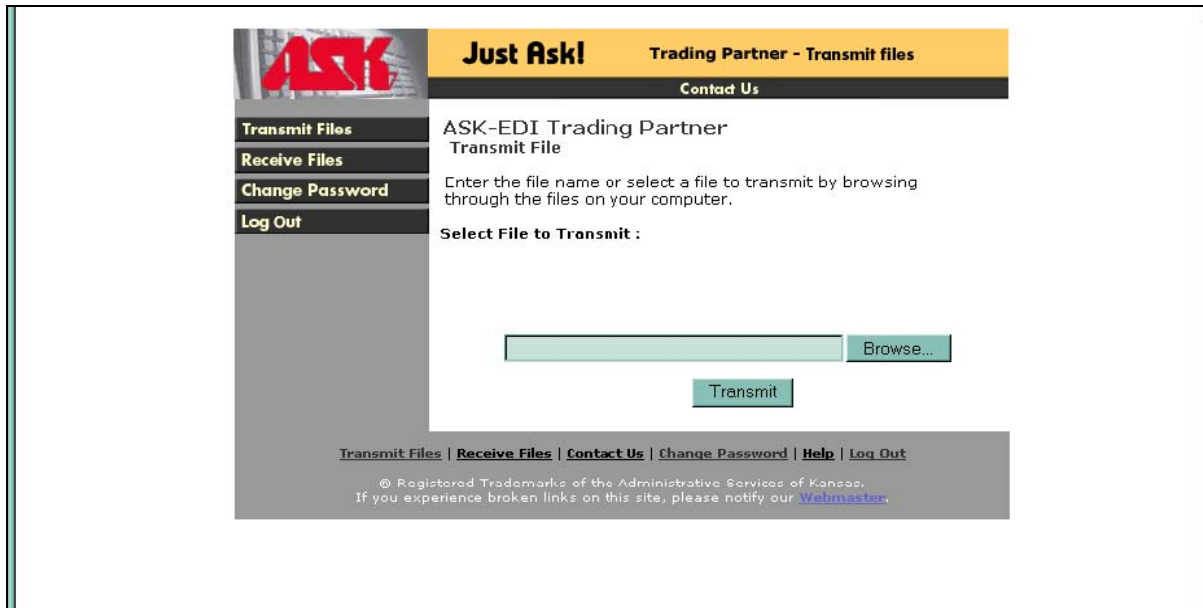 ASK
Just Ask!
Trading Partner - Transmit files
Contact Us
Transmit Files
Receive Files
Change Password
Log Out
ASK-EDI Trading Partner
Transmit File
Enter the file name or select a file to transmit by browsing
through the files on your computer.
Select File to Transmit :
Browse...
Transmit
Transmit Files | Receive Files | Contact Us | Change Password | Help | Log Out
® Registered Trademarks of the Administrative Services of Kansas.
If you experience broken links on this site, please notify our Webmaster.